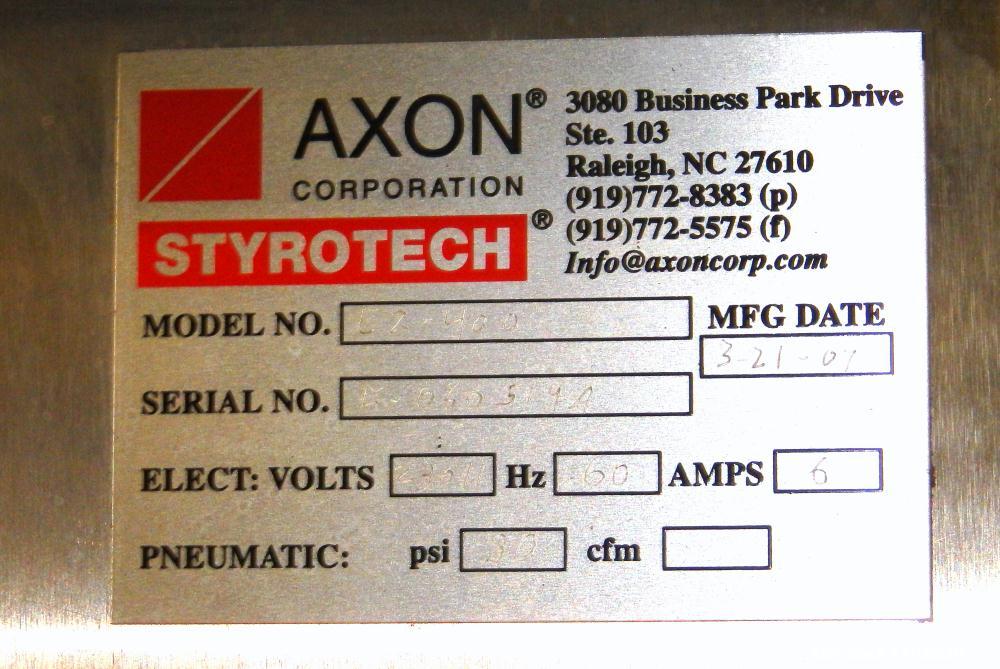 AXON®
CORPORATION
STYROTECH®
3080 Business Park Drive
Ste. 103
Raleigh, NC 27610
(919)772-8383 (p)
(919)772-5575 (f)
Info@axoncorp.com
MODEL NO.
MFG DATE
3-21-07
SERIAL NO.
ELECT: VOLTS Hz 60 AMPS 6
PNEUMATIC: psi cfm